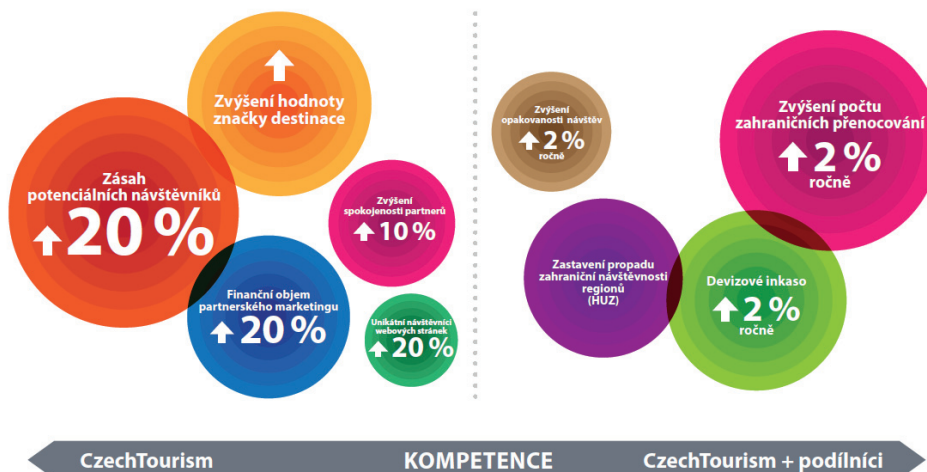 Zvýšení hodnoty
značky destinace
Zásah
potenciálních návštěvníků
20 %
Zvýšení
spokojenosti partnerů
10 %
Finanční objem
partnerského marketingu
20 %
Unikátní návštěvníci
webových stránek
20 %
Zvýšení
opakovanosti návštěv
2 %
ročně
Zvýšení počtu
zahraničních přenocování
2 %
ročně
Zastavení propadu
zahraniční návštěvnosti
regionů
(HUZ)
Devizové inkaso
2 %
ročně
CzechTourism
KOMPETENCE
CzechTourism + podílníci